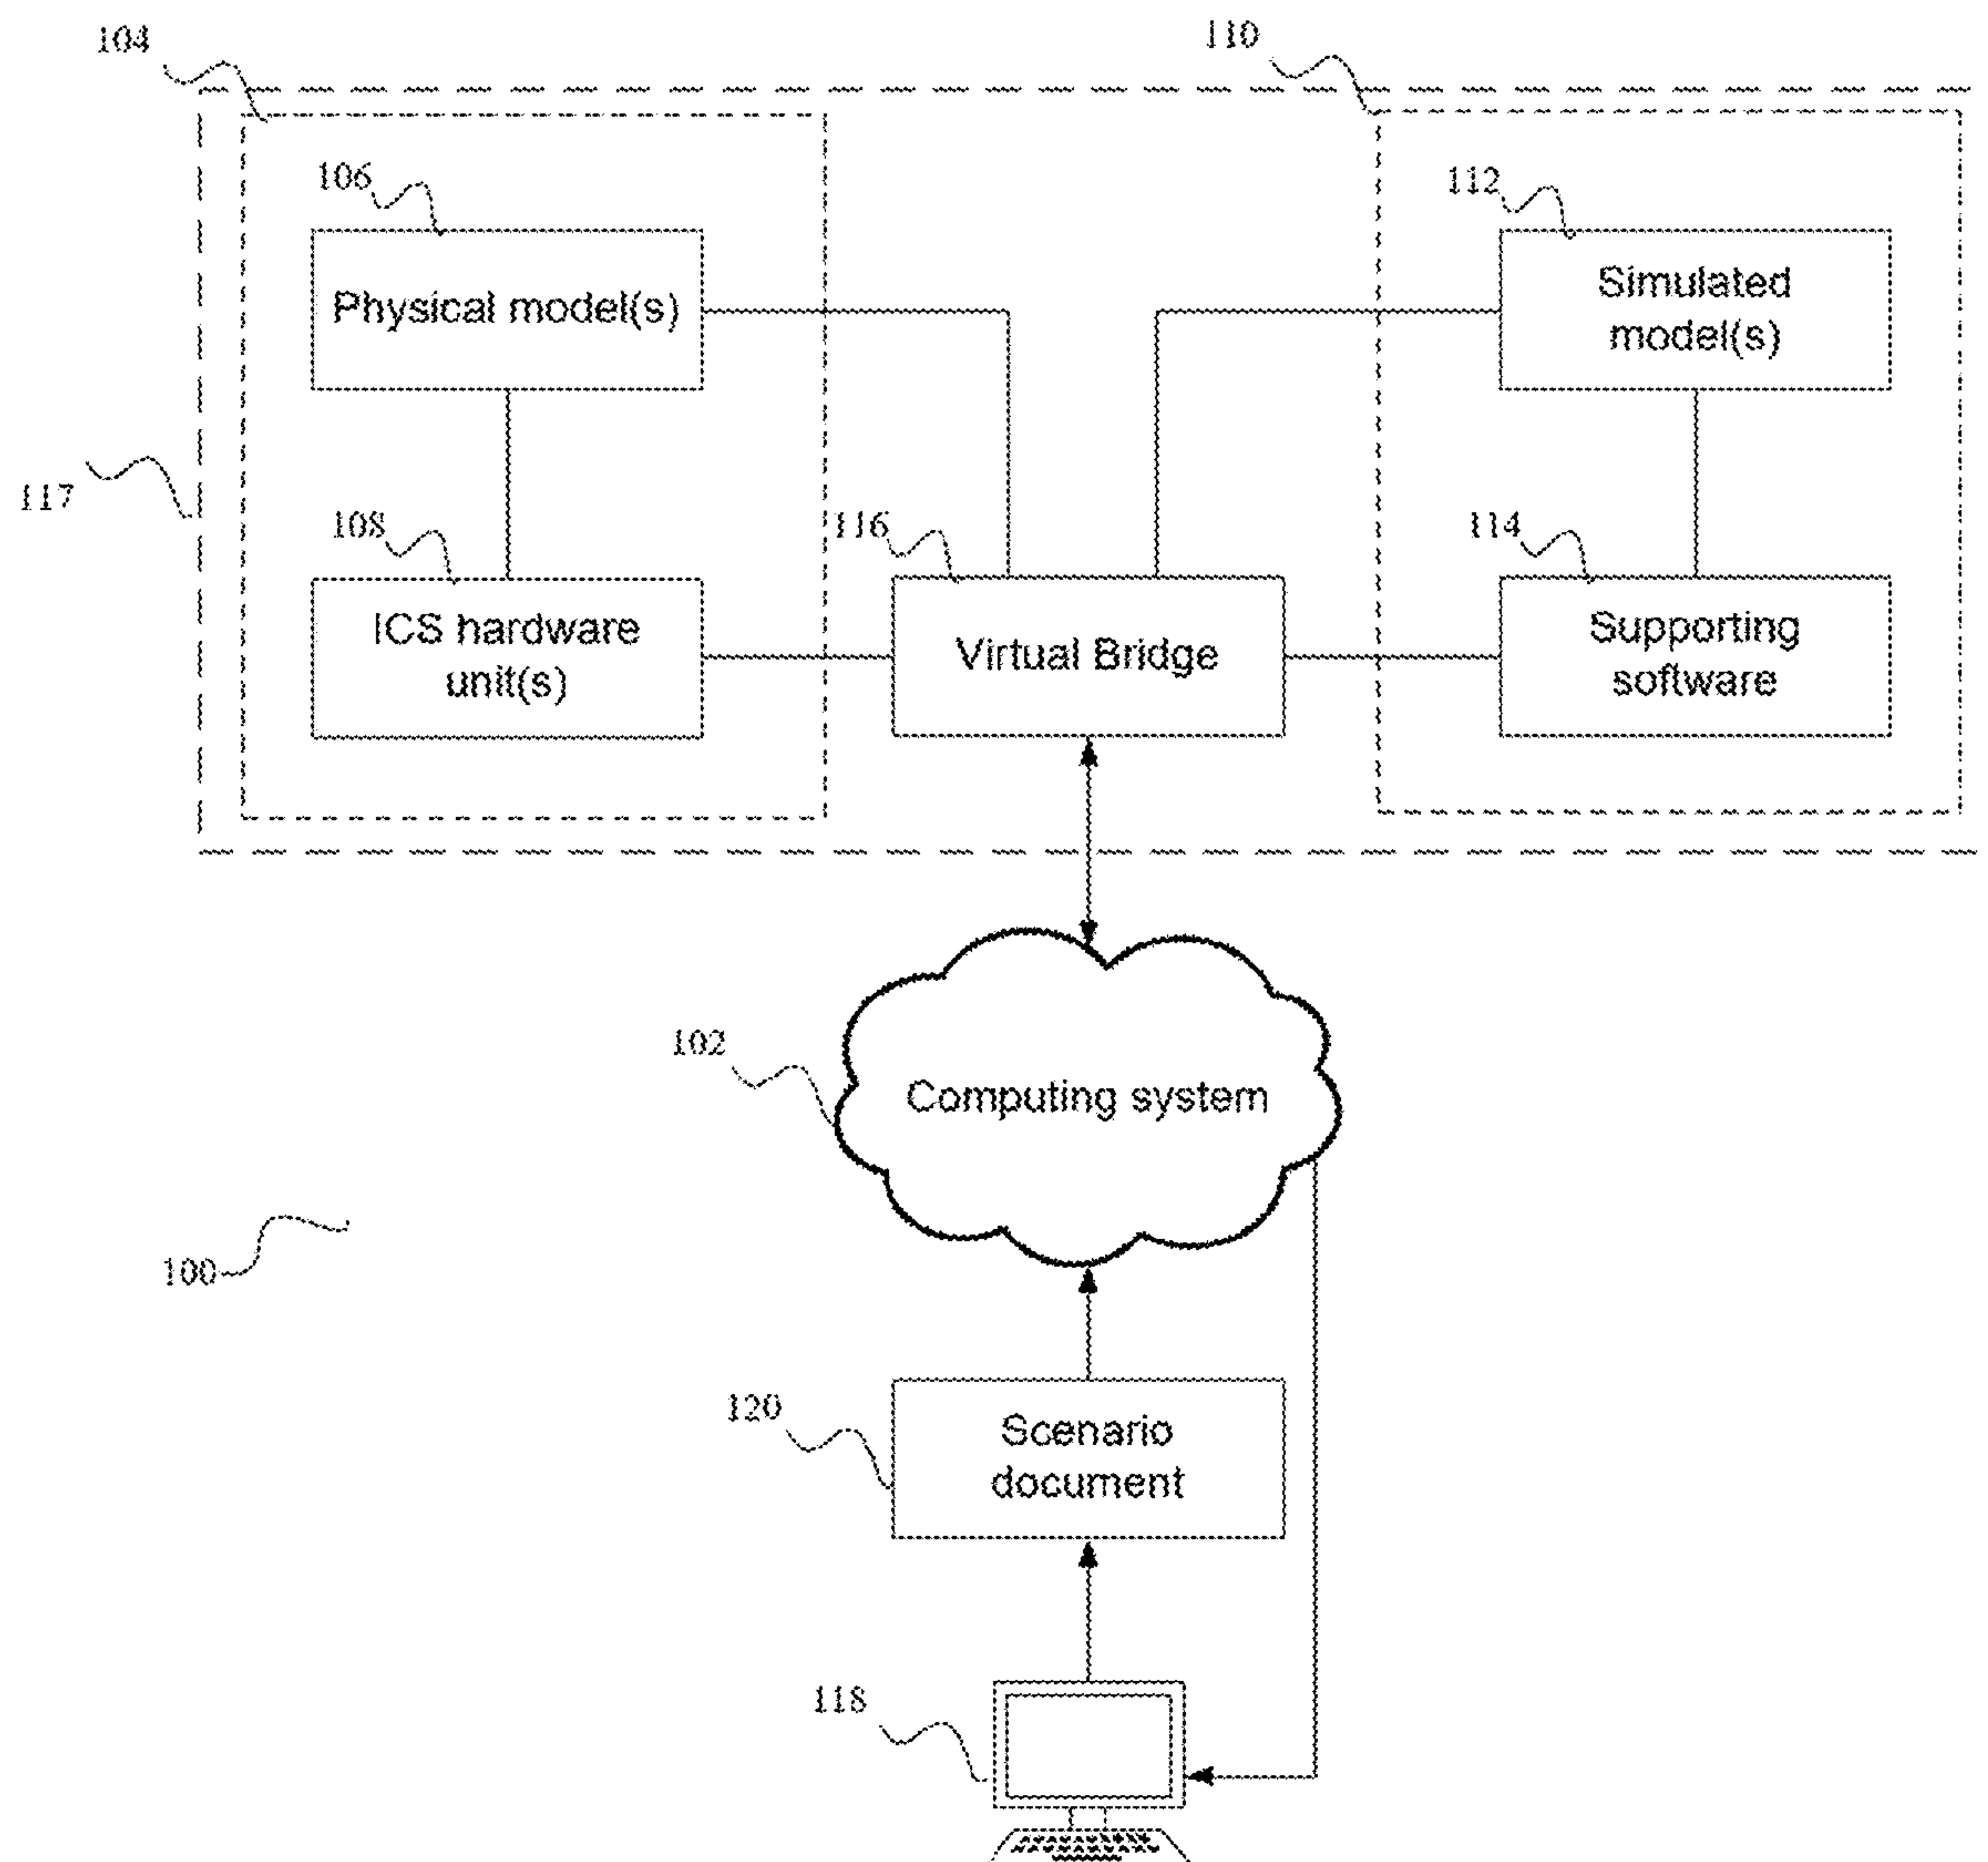 104
110
106
112
Physical model(s)
Simulated
model(s)
117
108
116
114
ICS hardware
unit(s)
Virtual Bridge
Supporting
software
102
Computing system
100
120
Scenario
document
118